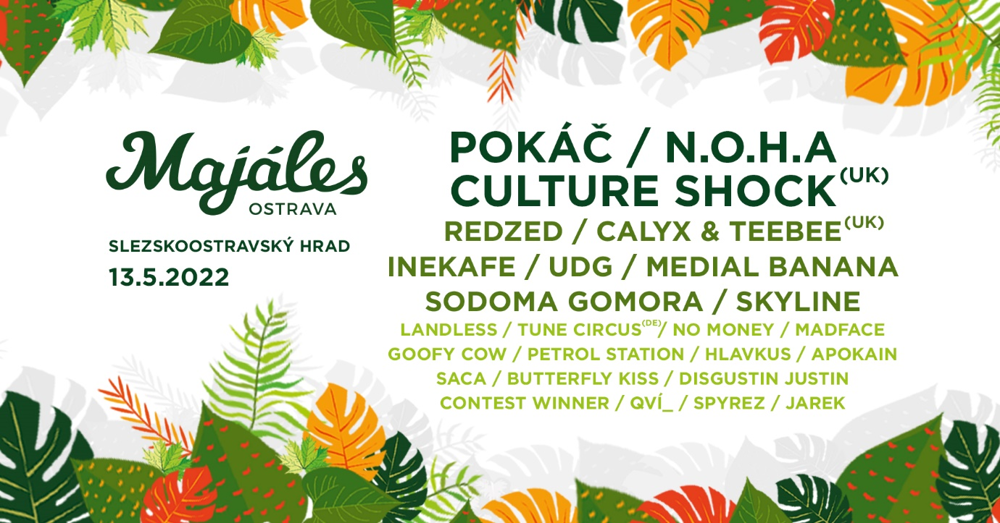 Majáles
OSTRAVA
SLEZSKOOSTRAVSKÝ HRAD
13.5.2022
POKÁČ / N.O.H.A
CULTURE SHOCK (UK)
REDZED / CALYX & TEEBEE (UK)
INEKAFE / UDG / MEDIAL BANANA
SODOMA GOMORA / SKYLINE
LANDLESS / TUNE CIRCUS (DE) / NO MONEY / MADFACE
GOOFY COW / PETROL STATION / HLAVKUS / APOKAIN
SACA / BUTTERFLY KISS / DISGUSTIN JUSTIN
CONTEST WINNER / QVÍ_ / SPYREZ / JAREK